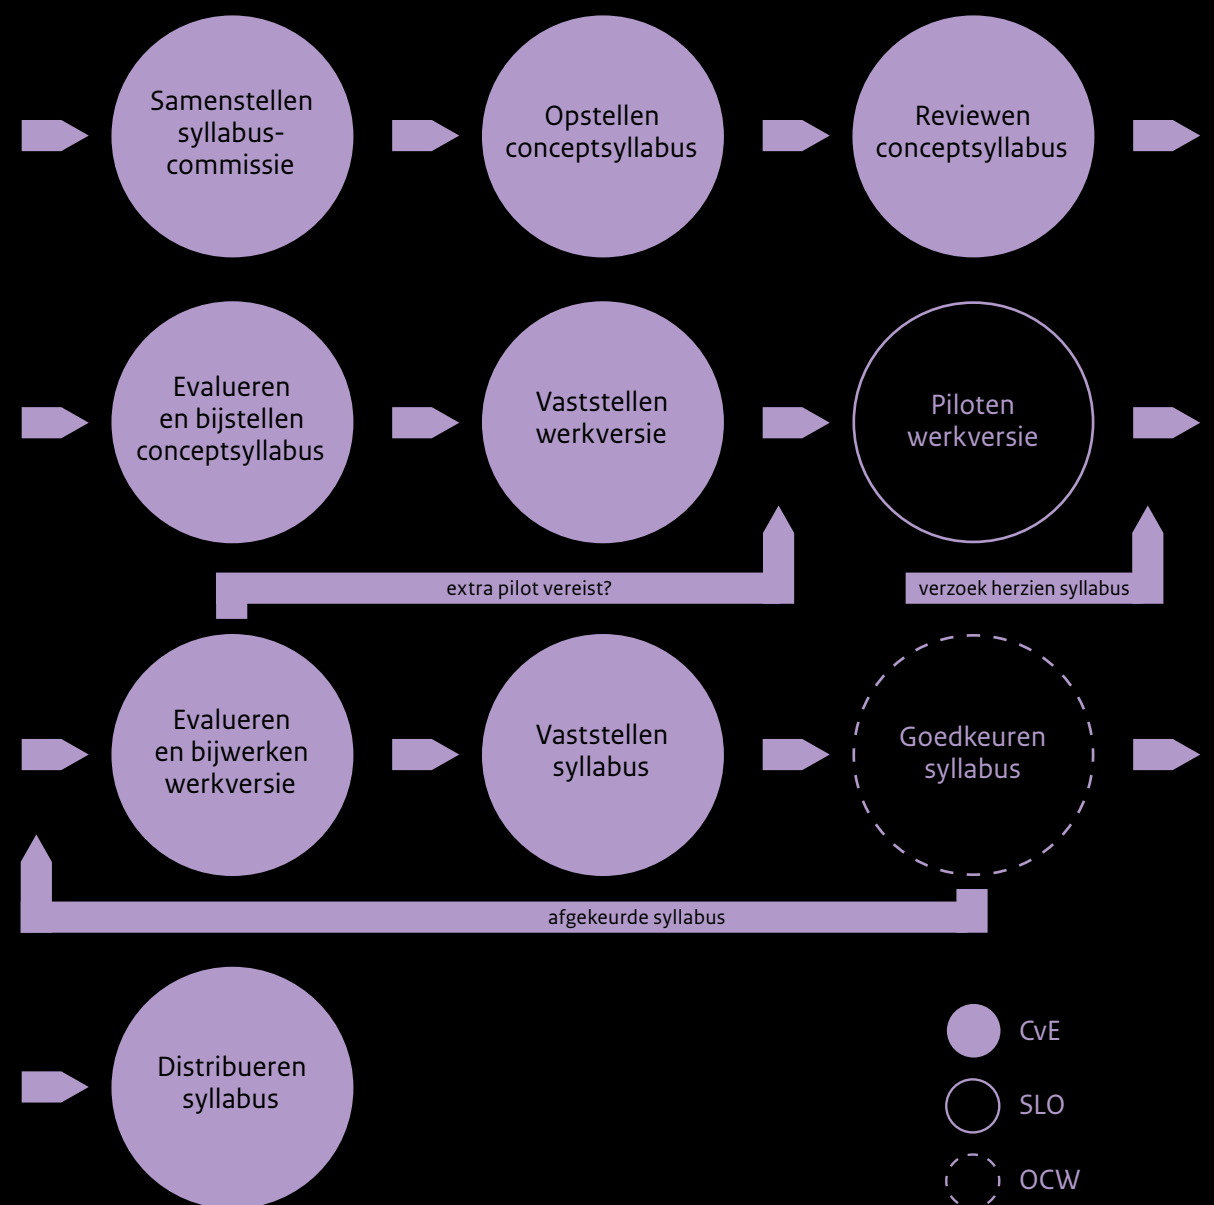 Samenstellen
syllabus-
commissie
Opstellen
conceptsyllabus
Reviewen
conceptsyllabus
Evalueren
en bijstellen
conceptsyllabus
Vaststellen
werkversie
Piloten
werkversie
extra pilot vereist?
verzoek herzien syllabus
Evalueren
en bijwerken
werkversie
Vaststellen
syllabus
Goedkeuren
syllabus
afgekeurde syllabus
Distribueren
syllabus
CvE
SLO
OCW